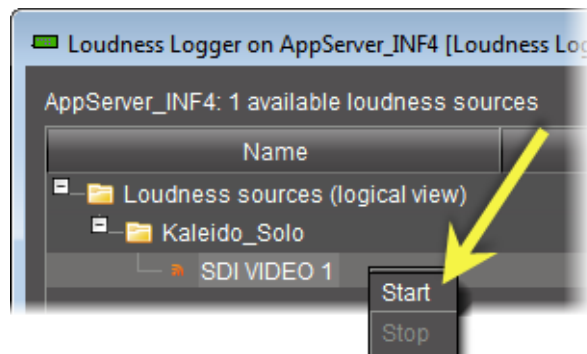 Loudness Logger on AppServer_INF4 [Loudness Log
AppServer_INF4: 1 available loudness sources
Name
Loudness sources (logical view)
Kaleido_Solo
SDI VIDEO 1
Start
Stop